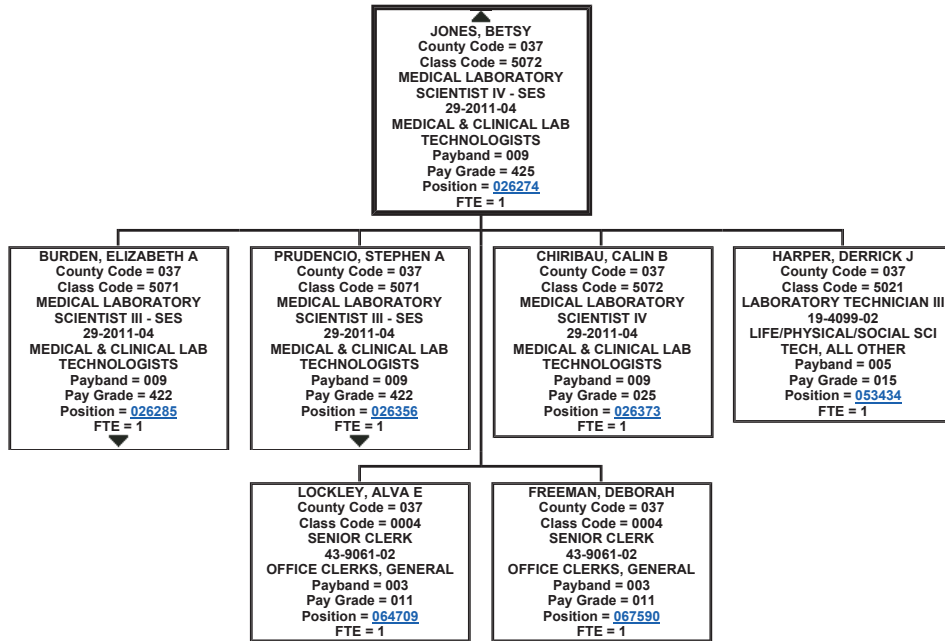 JONES, BETSY
County Code = 037
Class Code = 5072
MEDICAL LABORATORY
SCIENTIST IV - SES
29-2011-04
MEDICAL & CLINICAL LAB
TECHNOLOGISTS
Payband = 009
Pay Grade = 425
Position = 026274
FTE = 1
BURDEN, ELIZABETH A
County Code = 037
Class Code = 5071
MEDICAL LABORATORY
SCIENTIST III - SES
29-2011-04
MEDICAL & CLINICAL LAB
TECHNOLOGISTS
Payband = 009
Pay Grade = 422
Position = 026285
FTE = 1
PRUDENCIO, STEPHEN A
County Code = 037
Class Code = 5071
MEDICAL LABORATORY
SCIENTIST III - SES
29-2011-04
MEDICAL & CLINICAL LAB
TECHNOLOGISTS
Payband = 009
Pay Grade = 422
Position = 026356
FTE = 1
CHIRIBAU, CALIN B
County Code = 037
Class Code = 5072
MEDICAL LABORATORY
SCIENTIST IV
29-2011-04
MEDICAL & CLINICAL LAB
TECHNOLOGISTS
Payband = 009
Pay Grade = 025
Position = 026373
FTE = 1
HARPER, DERRICK J
County Code = 037
Class Code = 5021
LABORATORY TECHNICIAN III
19-4099-02
LIFE/PHYSICAL/SOCIAL SCI
TECH, ALL OTHER
Payband = 005
Pay Grade = 015
Position = 053434
FTE = 1
LOCKLEY, ALVA E
County Code = 037
Class Code = 0004
SENIOR CLERK
43-9061-02
OFFICE CLERKS, GENERAL
Payband = 003
Pay Grade = 011
Position = 064709
FTE = 1
FREEMAN, DEBORAH
County Code = 037
Class Code = 0004
SENIOR CLERK
43-9061-02
OFFICE CLERKS, GENERAL
Payband = 003
Pay Grade = 011
Position = 067590
FTE = 1